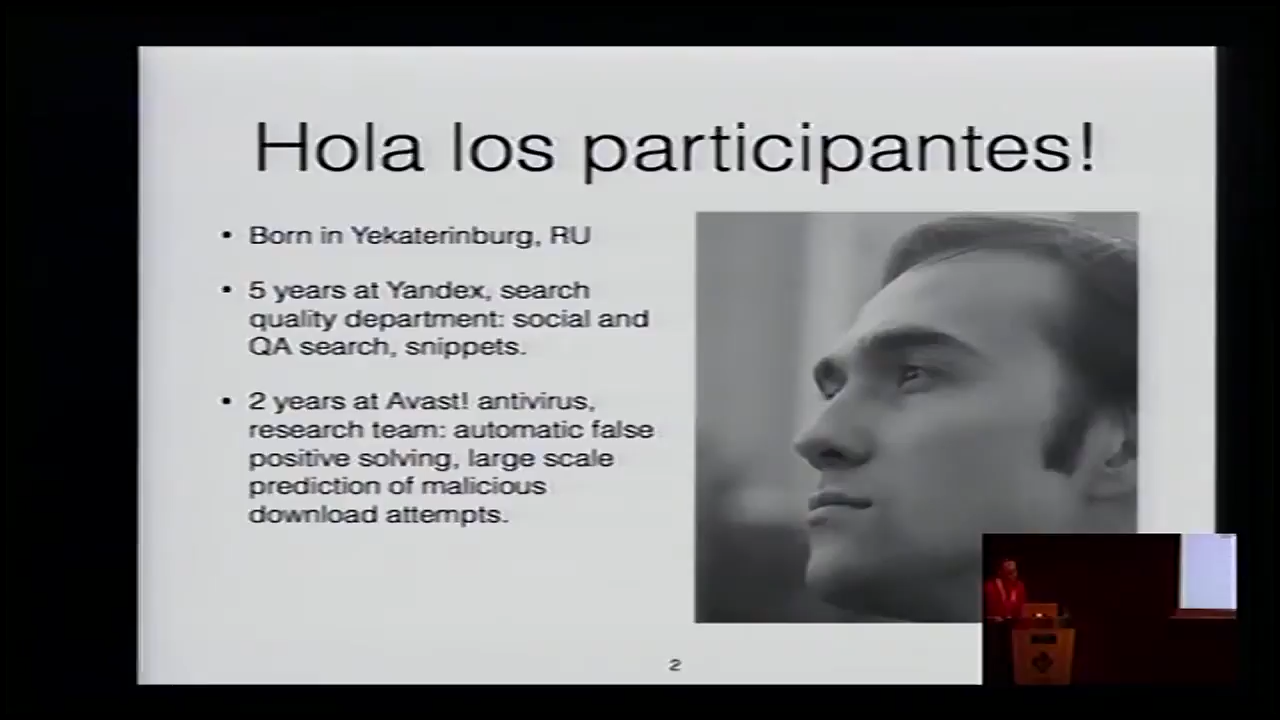 Hola los participantes!
• Born in Yekaterinburg, RU
• 5 years at Yandex, search
quality department: social and
QA search, snippets.
• 2 years at Avast! antivirus,
research team: automatic false
positive solving, large scale
prediction of malicious
download attempts.
2